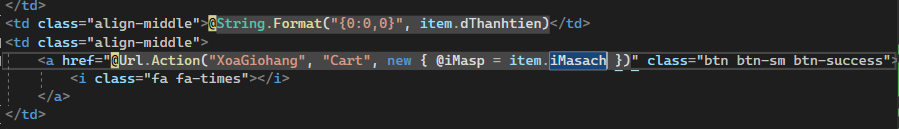 </td>
<td class="align-middle">@String.Format("{0:0,0}", item.dThanhtien)</td>
<td class="align-middle">
<a href="@Url.Action("XoaGiohang", "Cart", new { @iMasp = item.iMasach })" class="btn btn-sm btn-success">
<i class="fa fa-times"></i>
</a>
</td>